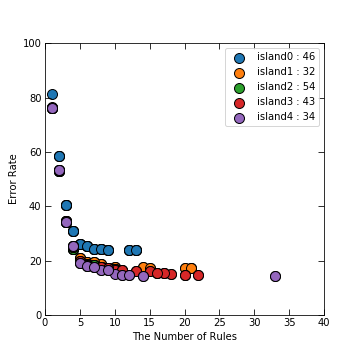 100
80
60
40
20
0
0 5 10 15 20 25 30 35 40
Error Rate
The Number of Rules
island0 : 46
island1 : 32
island2 : 54
island3 : 43
island4 : 34